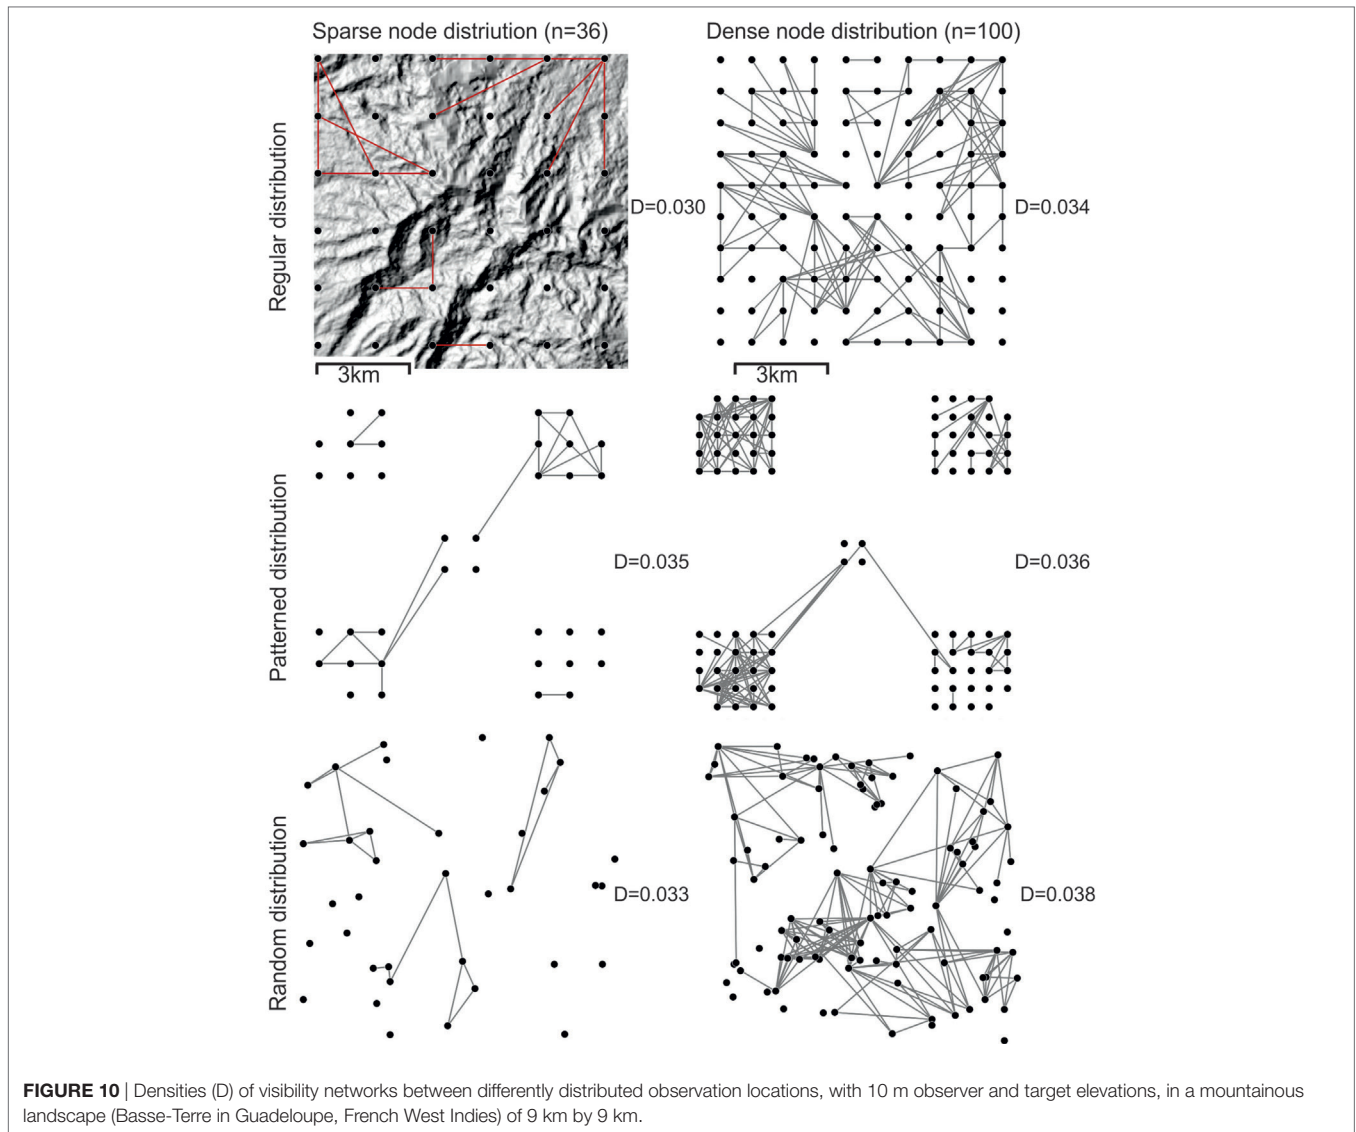 Sparse node distriution (n=36)
Dense node distribution (n=100)
Regular distribution
D=0.030
D=0.034
3km
3km
Patterned distribution
D=0.035
D=0.036
Random distribution
D=0.033
D=0.038
FIGURE 10 | Densities (D) of visibility networks between differently distributed observation locations, with 10 m observer and target elevations, in a mountainous
landscape (Basse-Terre in Guadeloupe, French West Indies) of 9 km by 9 km.